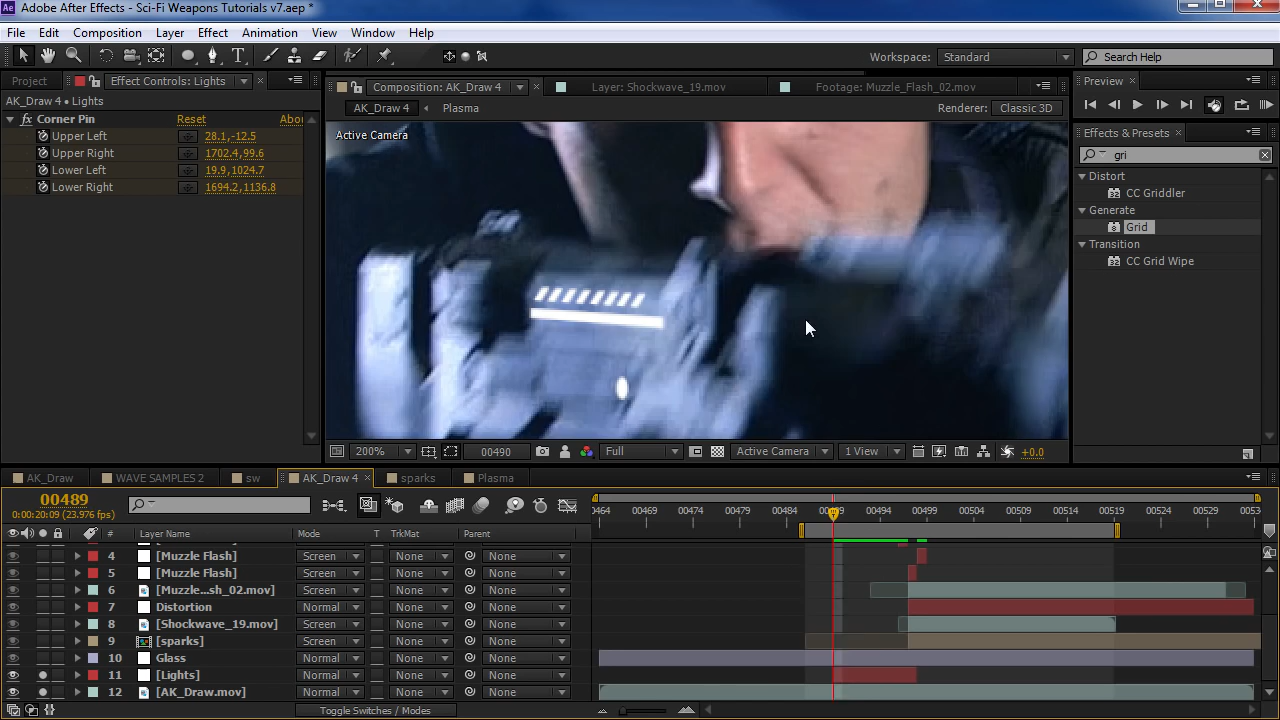 Adobe After Effects - Sci-Fi Weapons Tutorials v7.aep *
File Edit Composition Layer Effect Animation View Window Help
Workspace: Standard Search Help
Project Effect Controls: Lights
AK_Draw 4 • Lights
Corner Pin Reset Abou
Upper Left 28.1,-12.5
Upper Right 1702.4,99.6
Lower Left 19.9,1024.7
Lower Right 1694.2,1136.8
Composition: AK_Draw 4 Layer: Shockwave_19.mov Footage: Muzzle_Flash_02.mov
AK_Draw 4 Plasma Renderer: Classic 3D
Active Camera
200% 00490 Full Active Camera 1 View +0.0
Preview
Effects & Presets
gri
Distort
CC Griddler
Generate
Grid
Transition
CC Grid Wipe
AK_Draw WAVE SAMPLES 2 sw AK_Draw 4 sparks Plasma
00489
0:00:20:09 (23.976 fps)
# Layer Name Mode T TrkMat Parent
4 [Muzzle Flash] Screen None None
5 [Muzzle Flash] Screen None None
6 [Muzzle...sh_02.mov] Screen None None
7 Distortion Normal None None
8 [Shockwave_19.mov] Screen None None
9 [sparks] Screen None None
10 Glass Normal None None
11 [Lights] Normal None None
12 [AK_Draw.mov] Normal None None
Toggle Switches / Modes
00469 00474 00479 00484 00494 00499 00504 00509 00514 00519 00524 00529